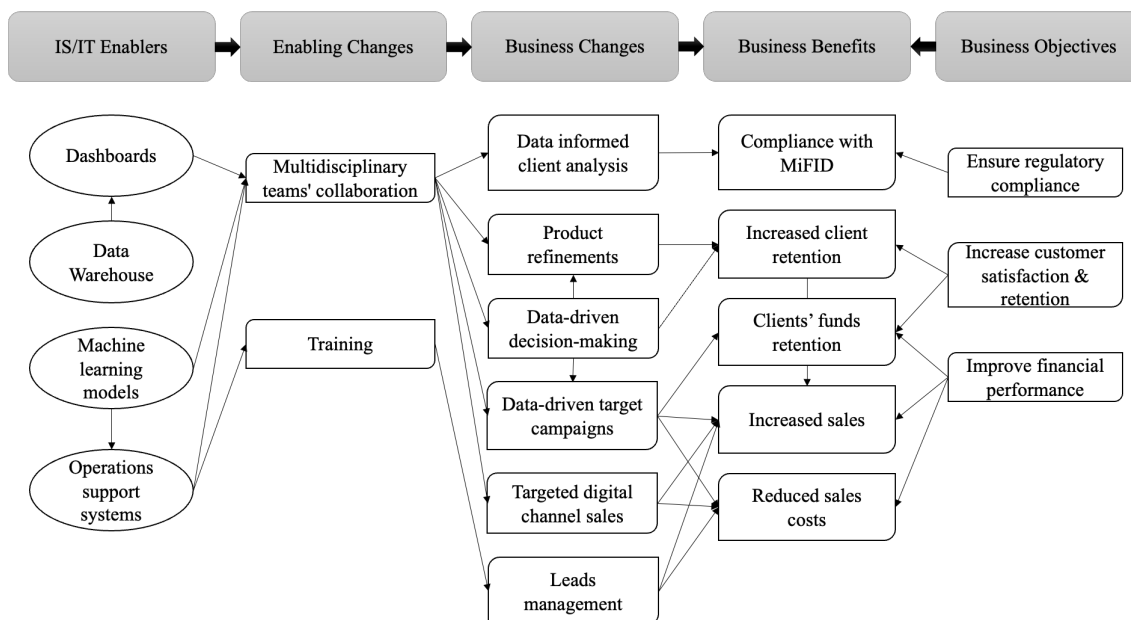 IS/IT Enablers
Enabling Changes
Business Changes
Business Benefits
Business Objectives
Dashboards
Data
Warehouse
Machine
learning
models
Operations
support
systems
Multidisciplinary
teams' collaboration
Training
Data informed
client analysis
Product
refinements
Data-driven
decision-making
Data-driven target
campaigns
Targeted digital
channel sales
Leads
management
Compliance with
MiFID
Increased client
retention
Clients’ funds
retention
Increased sales
Reduced sales
costs
Ensure regulatory
compliance
Increase customer
satisfaction &
retention
Improve financial
performance